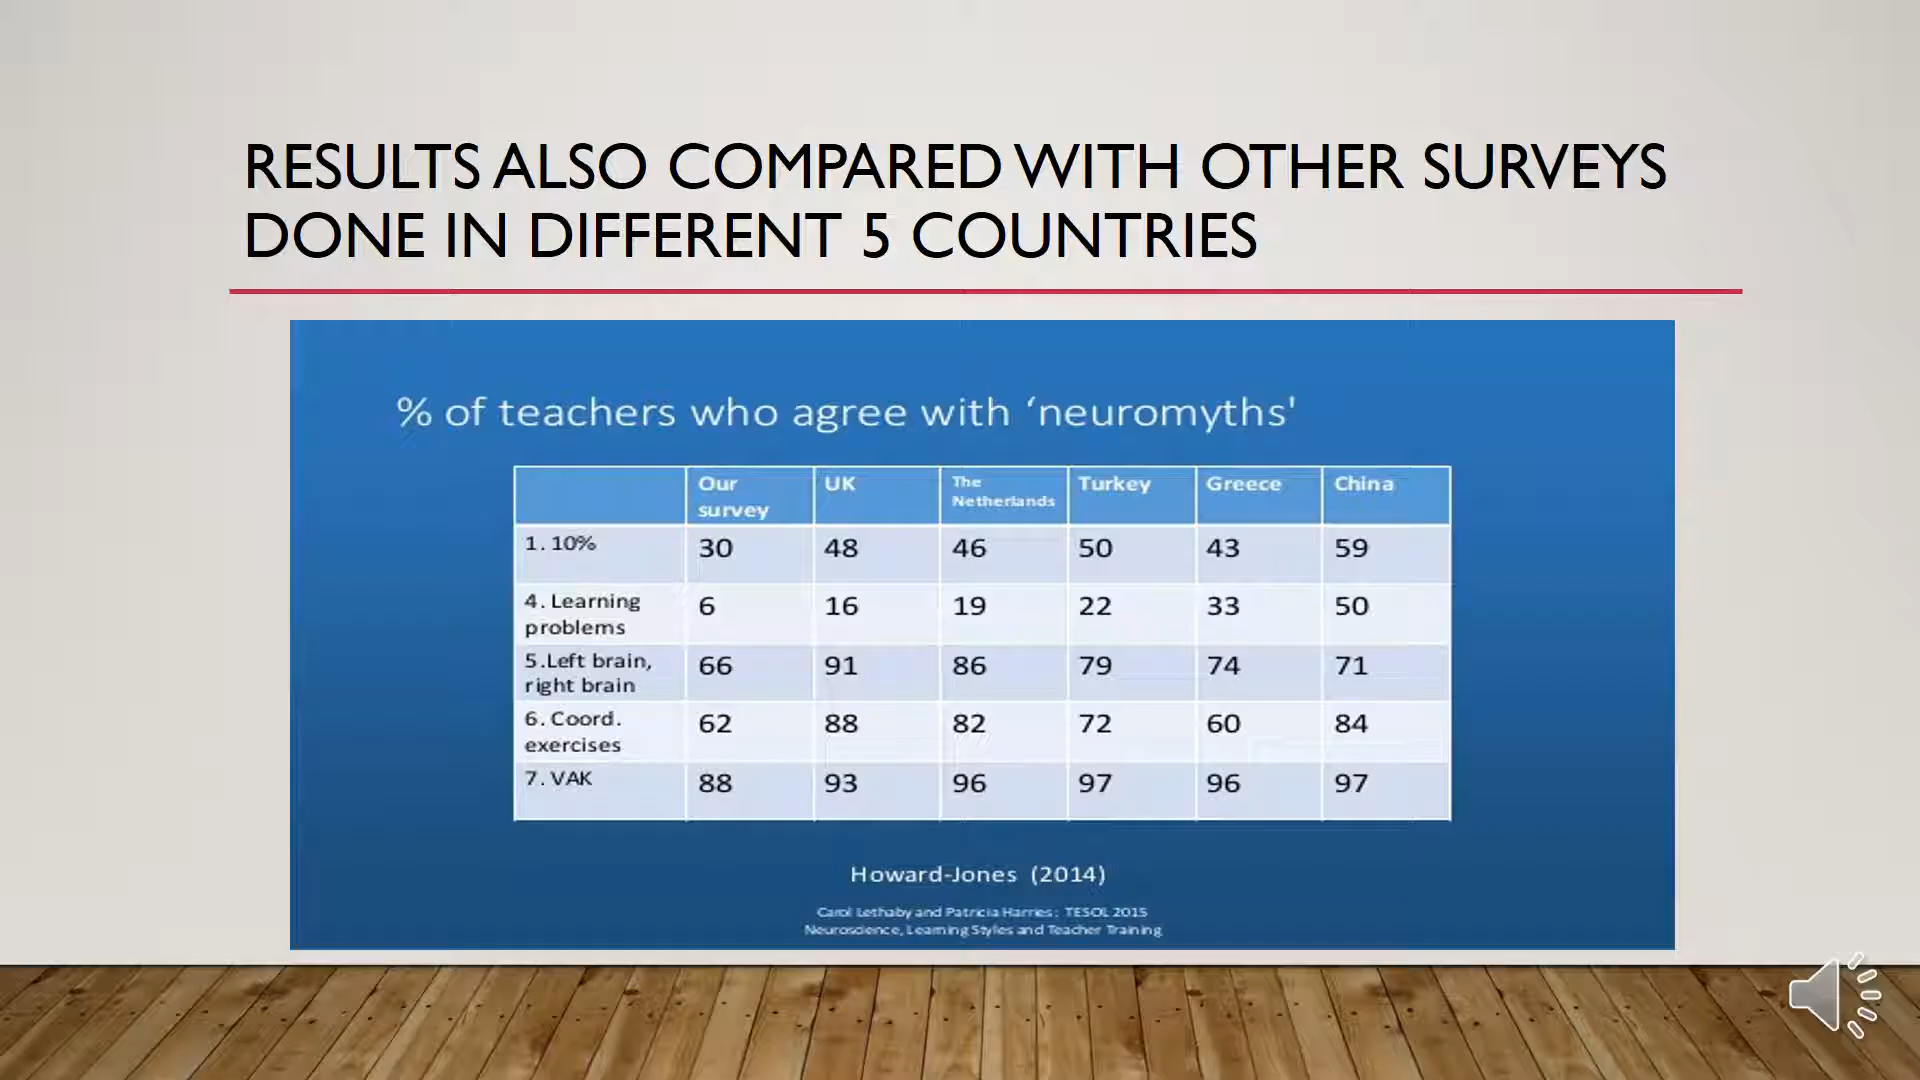 RESULTS ALSO COMPARED WITH OTHER SURVEYS
DONE IN DIFFERENT 5 COUNTRIES
% of teachers who agree with ‘neuromyths'
Our survey UK The Netherlands Turkey Greece China
1. 10% 30 48 46 50 43 59
4. Learning problems 6 16 19 22 33 50
5.Left brain, right brain 66 91 86 79 74 71
6. Coord. exercises 62 88 82 72 60 84
7. VAK 88 93 96 97 96 97
Howard-Jones (2014)
Carol Lethaby and Patricia Harries: TESOL 2015
Neuroscience, Learning Styles and Teacher Training